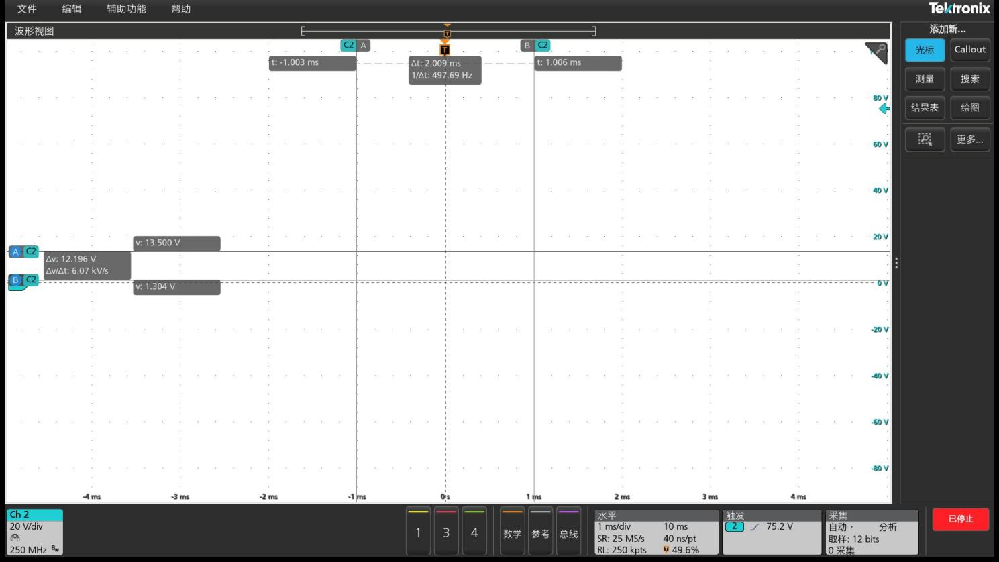 文件 编辑 辅助功能 帮助
Tektronix
波形视图
添加新...
光标 Callout
测量 搜索
结果表 绘图
更多...
C2 A
T
T
B C2
t: -1.003 ms
Δt: 2.009 ms
1/Δt: 497.69 Hz
t: 1.006 ms
80 V
60 V
40 V
20 V
0 V
-20 V
-40 V
-60 V
-80 V
A C2
v: 13.500 V
Δv: 12.196 V
Δv/Δt: 6.07 kV/s
B C2
v: 1.304 V
-4 ms -3 ms -2 ms -1 ms 0 s 1 ms 2 ms 3 ms 4 ms
Ch 2
20 V/div
250 MHz Bw
1 3 4 数学 参考 总线
水平
1 ms/div 10 ms
SR: 25 MS/s 40 ns/pt
RL: 250 kpts 49.6%
触发
2 75.2 V
采集
自动, 分析
取样: 12 bits
0 采集
已停止